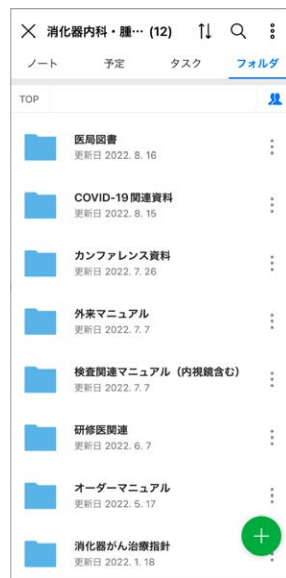 消化器内科・腫… (12)
ノート 予定 タスク フォルダ
TOP
医局図書
更新日 2022. 8. 16
COVID-19関連資料
更新日 2022. 8. 15
カンファレンス資料
更新日 2022. 7. 26
外来マニュアル
更新日 2022. 7. 7
検査関連マニュアル（内視鏡含む）
更新日 2022. 7. 7
研修医関連
更新日 2022. 6. 7
オーダーマニュアル
更新日 2022. 5. 17
消化器がん治療指針
更新日 2022. 1. 18